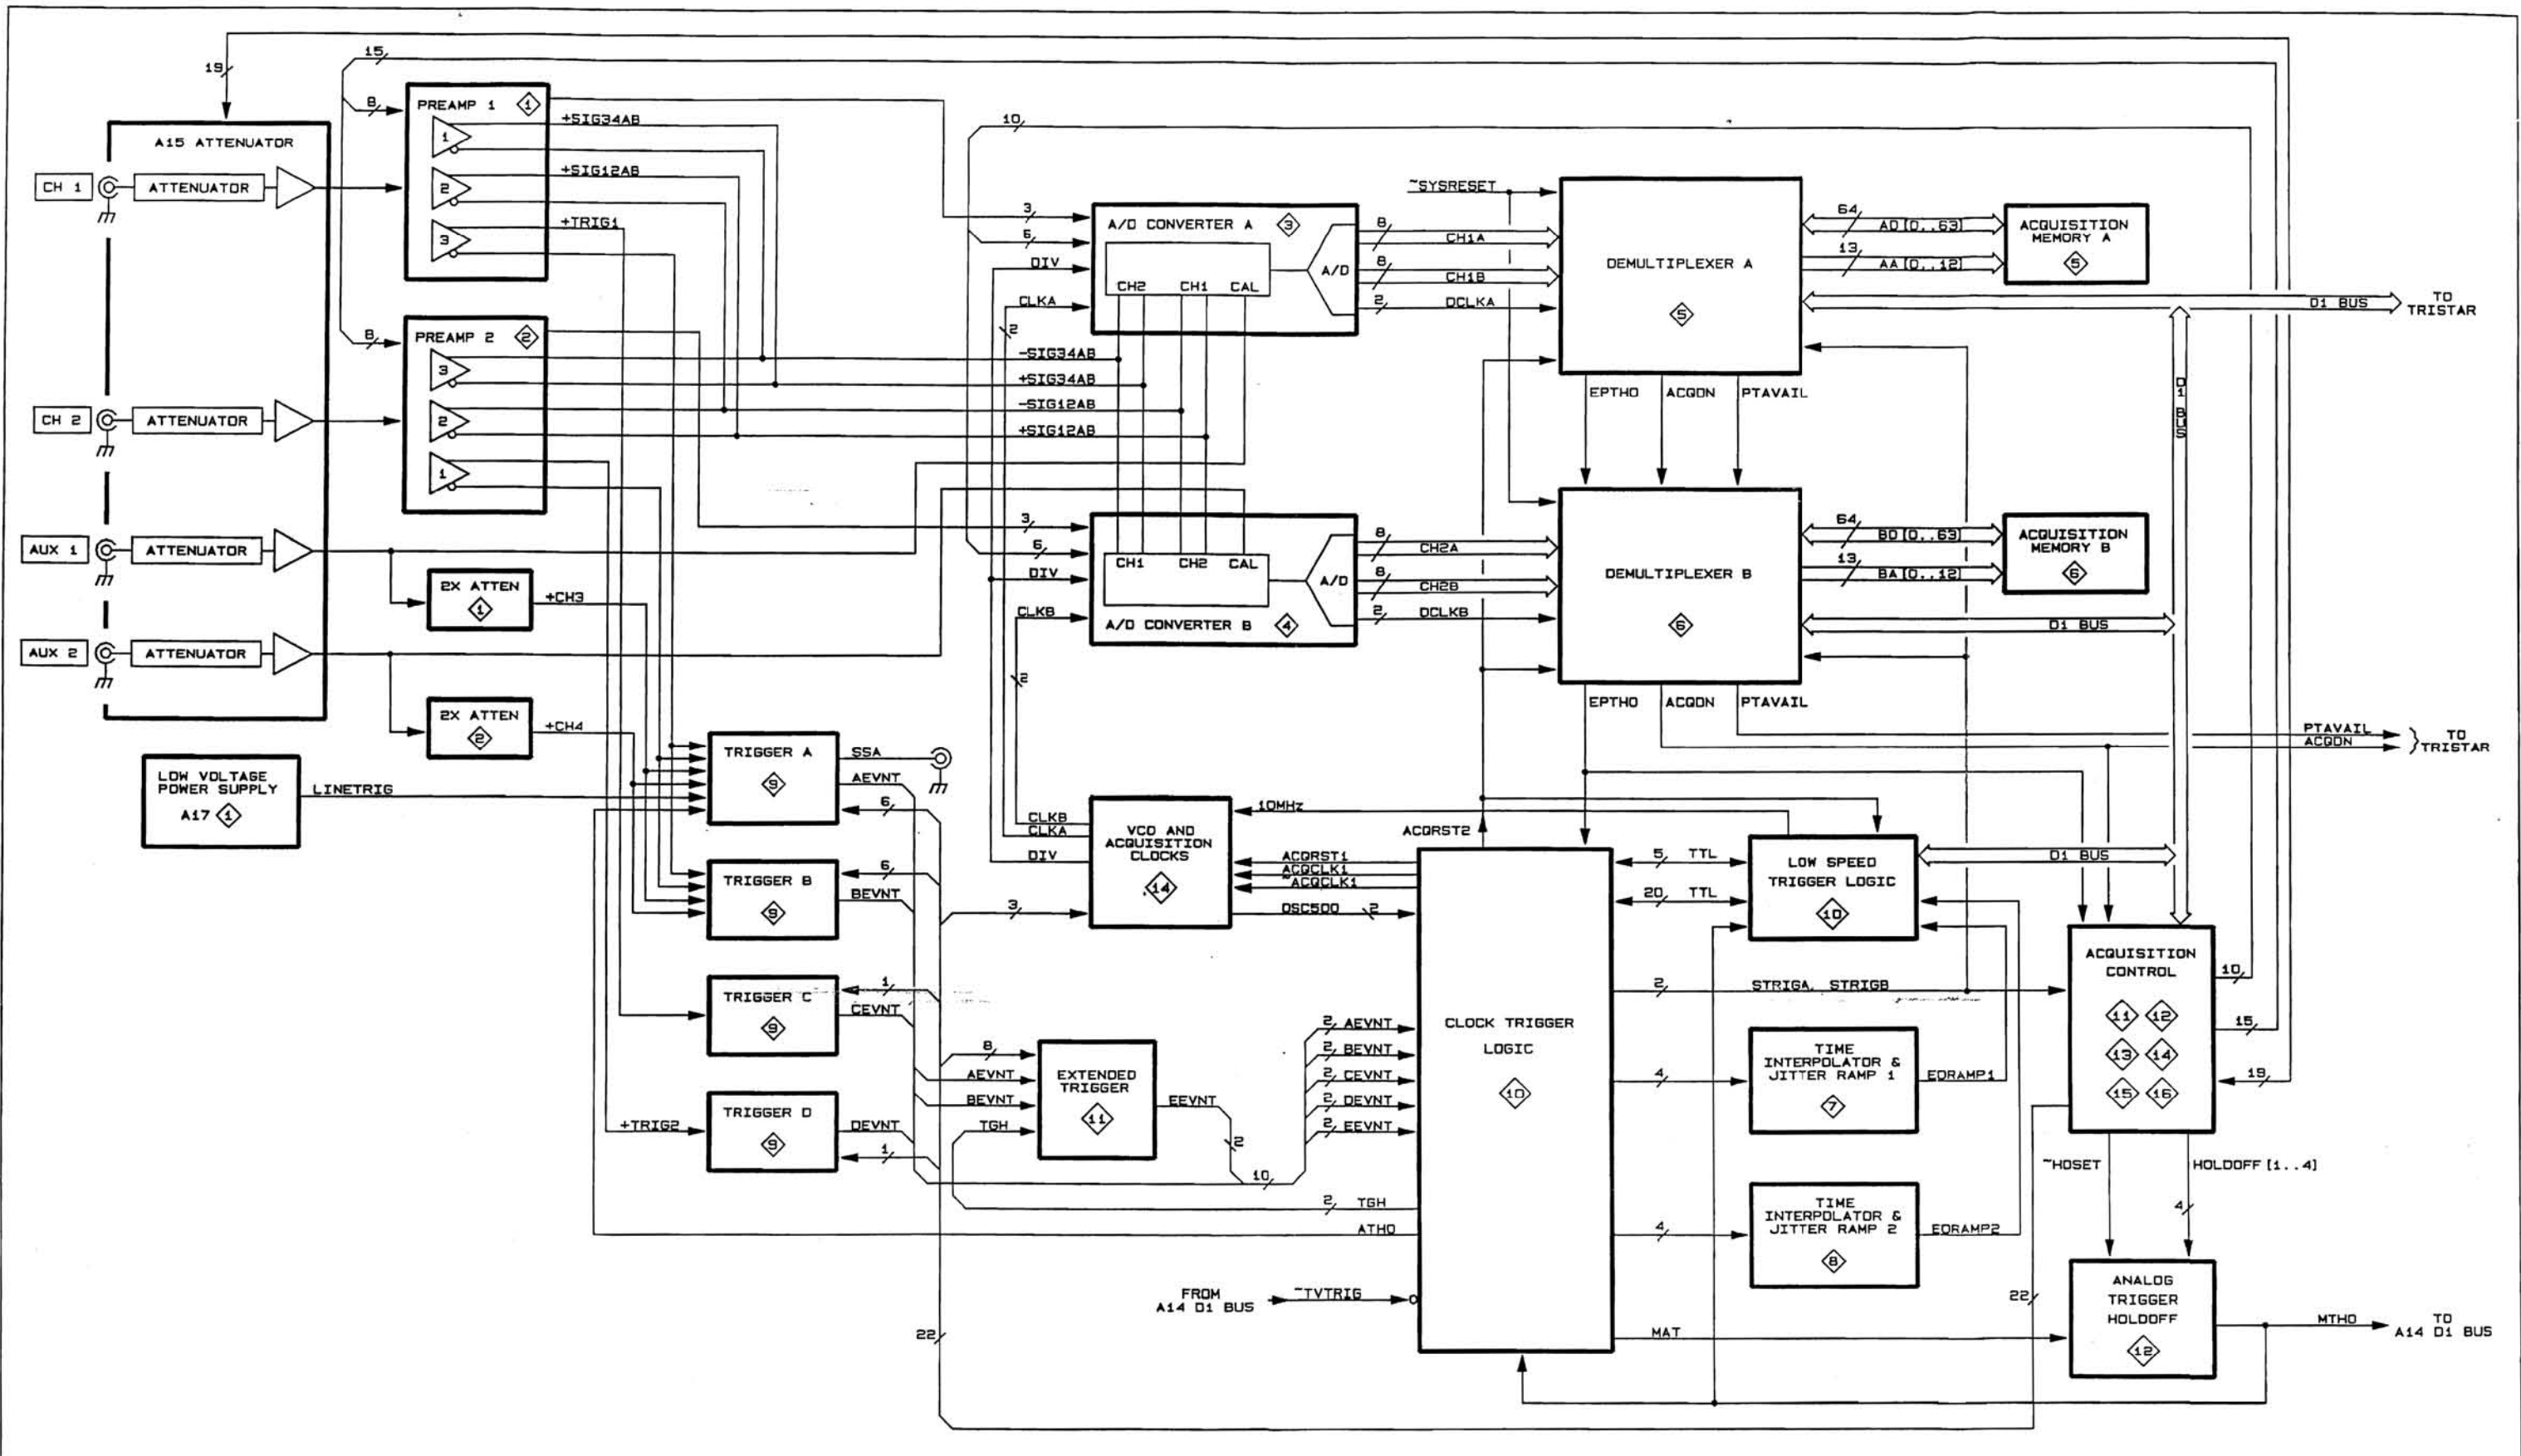 19
15
8
A15 ATTENUATOR
CH 1
ATTENUATOR
PREAMP 1
1
1
2
3
+SIG34AB
+SIG12AB
+TRIG1
8
PREAMP 2
2
3
2
1
CH 2
ATTENUATOR
AUX 1
ATTENUATOR
AUX 2
ATTENUATOR
2X ATTEN
1
+CH3
2X ATTEN
2
+CH4
LOW VOLTAGE
POWER SUPPLY
A17 1
LINETRIG
-SIG34AB
+SIG34AB
-SIG12AB
+SIG12AB
10
3
6
DIV
CLKA
2
A/D CONVERTER A
3
CH2 CH1 CAL
A/D
8
CH1A
8
CH1B
2
DCLKA
~SYSRESET
DEMULTIPLEXER A
5
64
AD[0..63]
13
AA[0..12]
ACQUISITION
MEMORY A
5
D1 BUS
TO
TRISTAR
EPTHO
ACQDN
PTAVAIL
D1 BUS
3
6
DIV
CLKB
2
CH1 CH2 CAL
A/D
A/D CONVERTER B
4
8
CH2A
8
CH2B
2
DCLKB
DEMULTIPLEXER B
6
64
BD[0..63]
13
BA[0..12]
ACQUISITION
MEMORY B
6
D1 BUS
EPTHO
ACQDN
PTAVAIL
PTAVAIL
ACQDN
TO
TRISTAR
TRIGGER A
9
SSA
AEVNT
6
TRIGGER B
9
6
BEVNT
TRIGGER C
9
1
CEVNT
TRIGGER D
9
+TRIG2
DEVNT
1
CLKB
CLKA
DIV
3
VCO AND
ACQUISITION
CLOCKS
14
10MHz
ACQRST1
ACQCLK1
~ACQCLK1
OSC500
2
ACQRST2
8
AEVNT
BEVNT
TGH
EXTENDED
TRIGGER
11
EEVNT
2
10
2 AEVNT
2 BEVNT
2 CEVNT
2 DEVNT
2 EEVNT
2 TGH
ATHO
FROM
A14 D1 BUS
~TVTRIG
22
CLOCK TRIGGER
LOGIC
10
5 TTL
20 TTL
LOW SPEED
TRIGGER LOGIC
10
D1 BUS
2
STRIGA, STRIGB
4
TIME
INTERPOLATOR &
JITTER RAMP 1
7
EORAMP1
4
TIME
INTERPOLATOR &
JITTER RAMP 2
8
EORAMP2
MAT
ACQUISITION
CONTROL
11 12
13 14
15 16
10
15
19
22
~HOSET
HOLDOFF[1..4]
4
ANALOG
TRIGGER
HOLDOFF
12
MTHO
TO
A14 D1 BUS